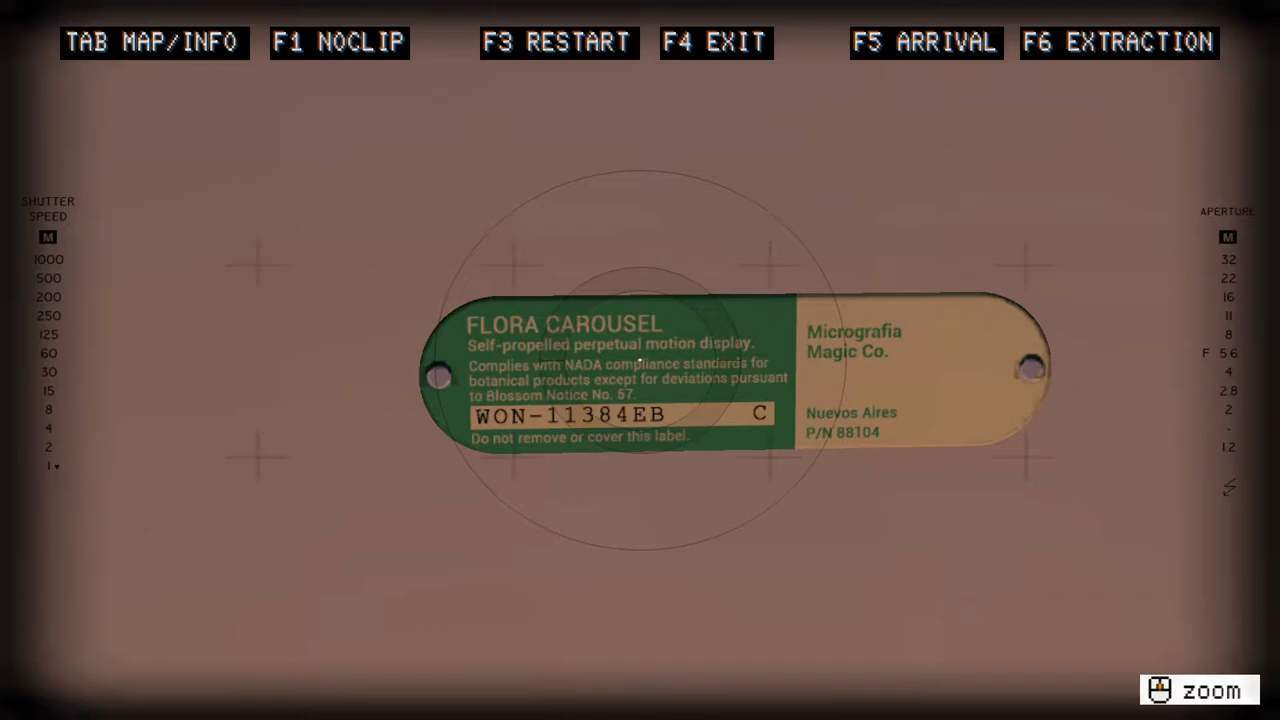 TAB MAP/INFO F1 NOCLIP F3 RESTART F4 EXIT F5 ARRIVAL F6 EXTRACTION
SHUTTER
SPEED
M
1000
500
200
250
125
60
30
15
8
4
2
1
FLORA CAROUSEL
Self-propelled perpetual motion display.
Complies with NADA compliance standards for
botanical products except for deviations pursuant
to Blossom Notice No. 57.
WON-11384EB C
Do not remove or cover this label.
Micrografia
Magic Co.
Nuevos Aires
P/N 88104
APERTURE
M
32
22
16
11
8
F 5.6
4
2.8
2
-
1.2
zoom